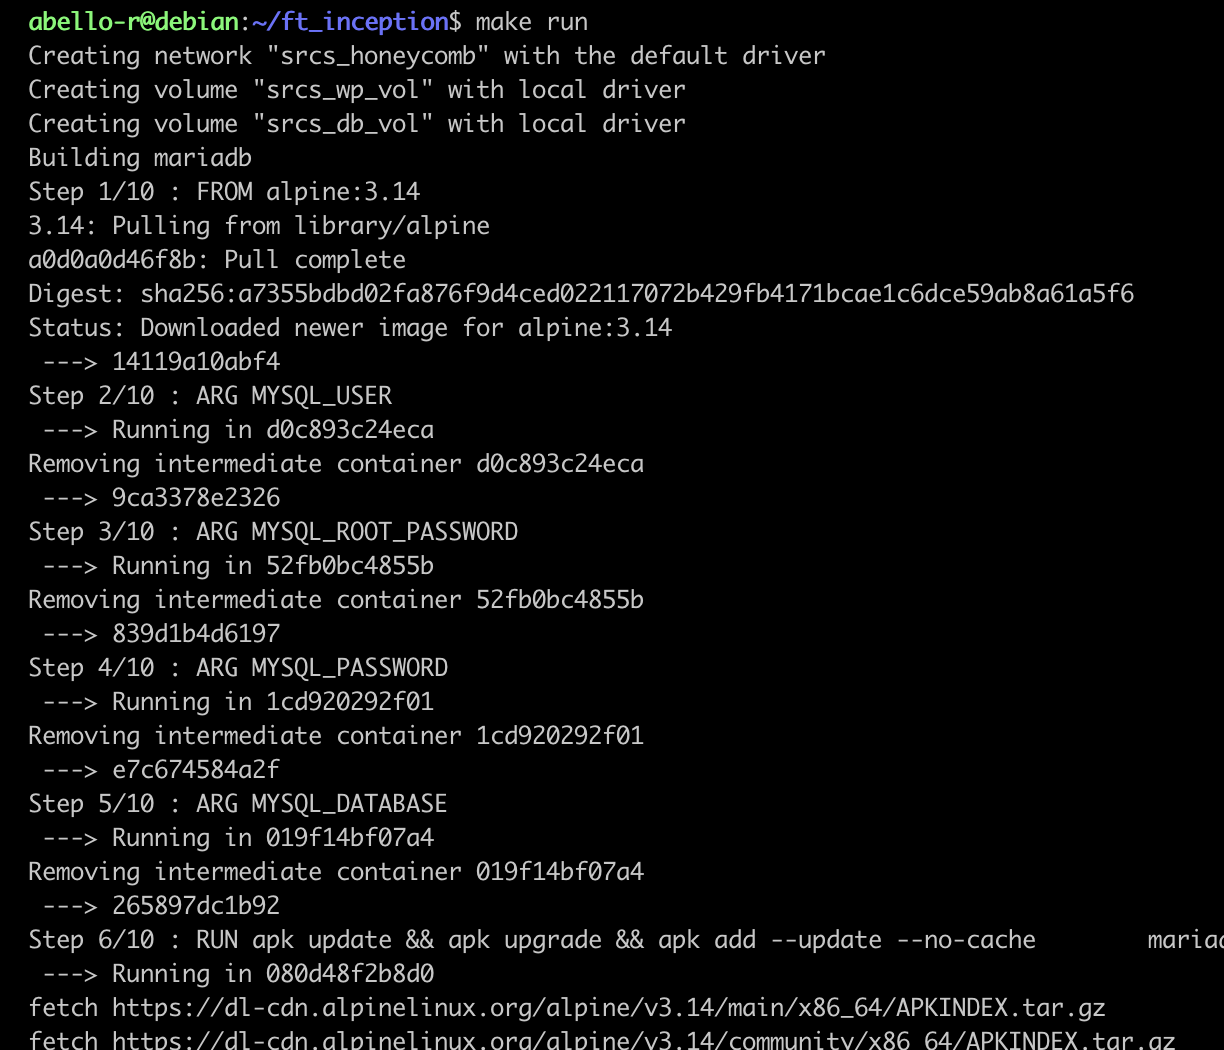 abello-r@debian:~/ft_inception$ make run
Creating network "srcs_honeycomb" with the default driver
Creating volume "srcs_wp_vol" with local driver
Creating volume "srcs_db_vol" with local driver
Building mariadb
Step 1/10 : FROM alpine:3.14
3.14: Pulling from library/alpine
a0d0a0d46f8b: Pull complete
Digest: sha256:a7355bdbd02fa876f9d4ced022117072b429fb4171bcae1c6dce59ab8a61a5f6
Status: Downloaded newer image for alpine:3.14
 ---> 14119a10abf4
Step 2/10 : ARG MYSQL_USER
 ---> Running in d0c893c24eca
Removing intermediate container d0c893c24eca
 ---> 9ca3378e2326
Step 3/10 : ARG MYSQL_ROOT_PASSWORD
 ---> Running in 52fb0bc4855b
Removing intermediate container 52fb0bc4855b
 ---> 839d1b4d6197
Step 4/10 : ARG MYSQL_PASSWORD
 ---> Running in 1cd920292f01
Removing intermediate container 1cd920292f01
 ---> e7c674584a2f
Step 5/10 : ARG MYSQL_DATABASE
 ---> Running in 019f14bf07a4
Removing intermediate container 019f14bf07a4
 ---> 265897dc1b92
Step 6/10 : RUN apk update && apk upgrade && apk add --update --no-cache        mariad
 ---> Running in 080d48f2b8d0
fetch https://dl-cdn.alpinelinux.org/alpine/v3.14/main/x86_64/APKINDEX.tar.gz
fetch https://dl-cdn.alpinelinux.org/alpine/v3.14/community/x86_64/APKINDEX.tar.gz